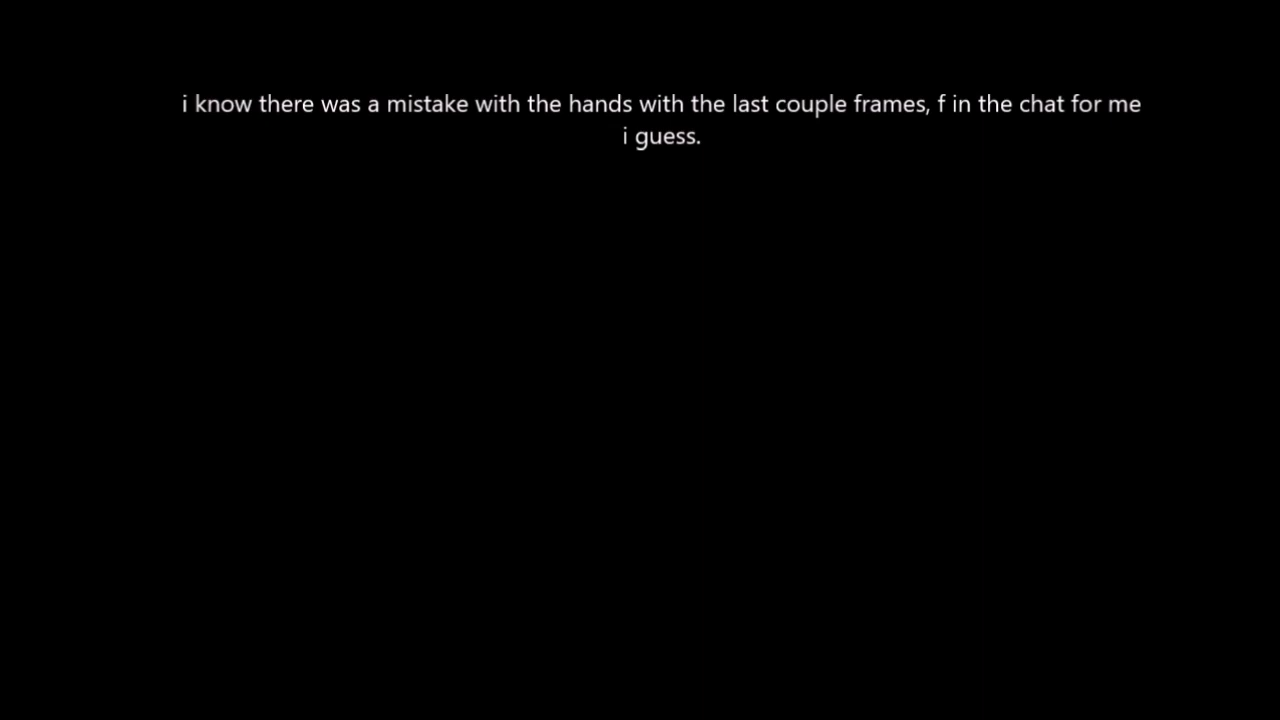 i know there was a mistake with the hands with the last couple frames, f in the chat for me
i guess.